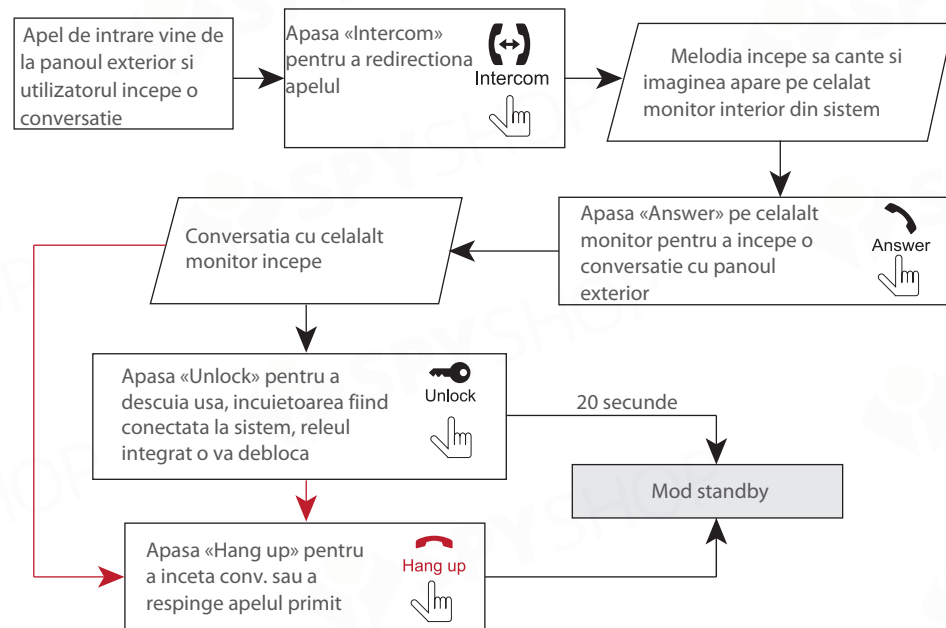 Apel de intrare vine de
la panoul exterior si
utilizatorul incepe o
conversatie
Apasa «Intercom»
pentru a redirectiona
apelul
Intercom
Melodia incepe sa cante si
imaginea apare pe celalat
monitor interior din sistem
Apasa «Answer» pe celalalt
monitor pentru a incepe o
conversatie cu panoul
exterior
Answer
Conversatia cu celalalt
monitor incepe
Apasa «Unlock» pentru a
descuia usa, incuietoarea fiind
conectata la sistem, releul
integrat o va debloca
Unlock
20 secunde
Mod standby
Apasa «Hang up» pentru
a inceta conv. sau a
respinge apelul primit
Hang up
SPYSHOP
SPYSHOP